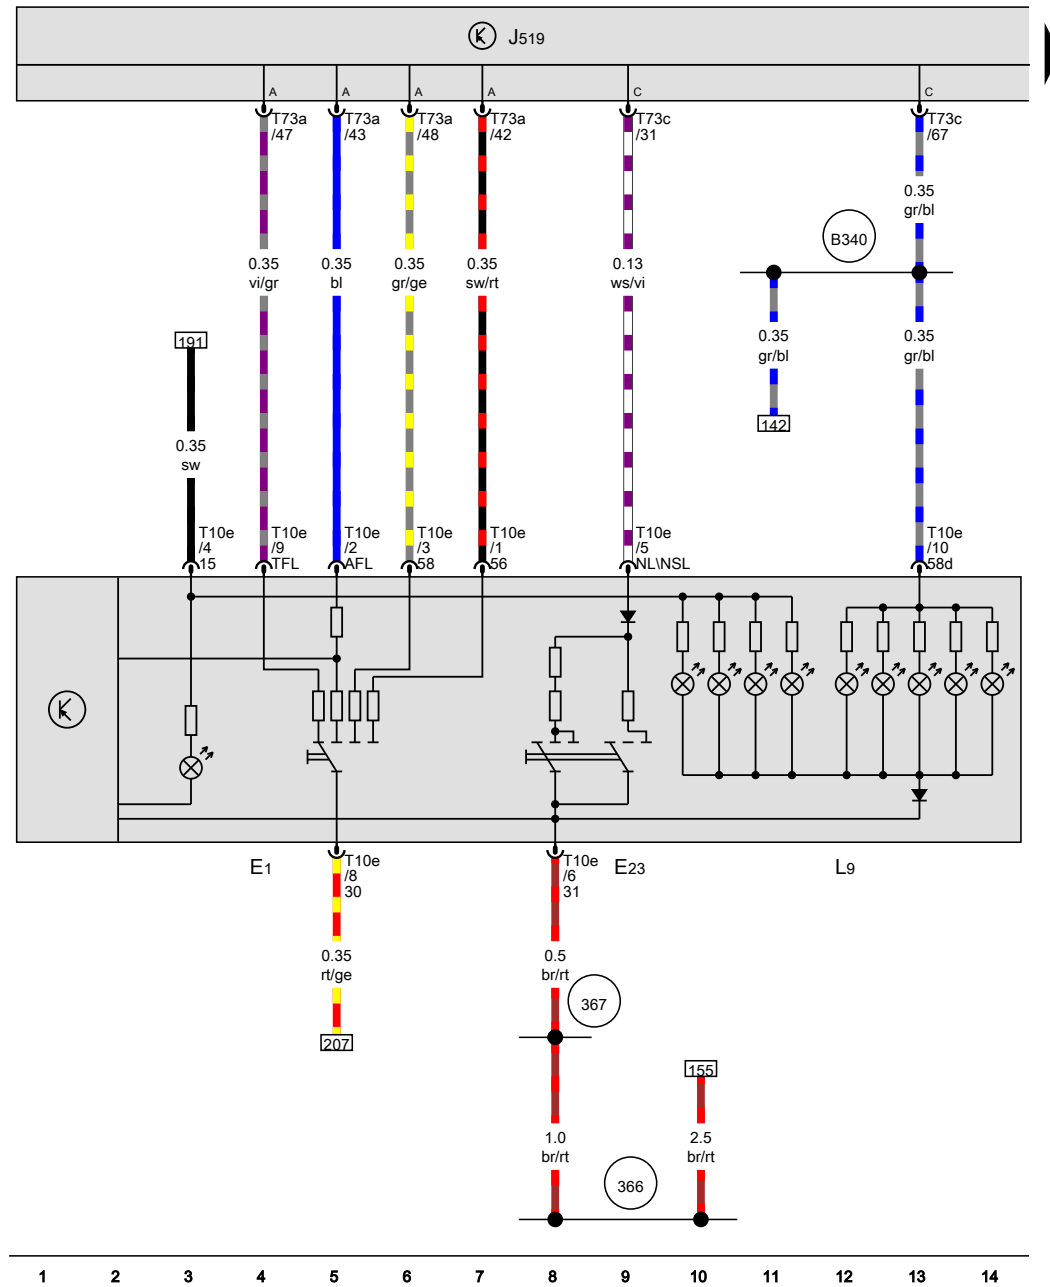 J519
A A A A C C
T73a /47
T73a /43
T73a /48
T73a /42
T73c /31
T73c /67
0.35 gr/bl
B340
0.35 vi/gr
0.35 bl
0.35 gr/ge
0.35 sw/rt
0.13 ws/vi
191
0.35 gr/bl
0.35 gr/bl
142
0.35 sw
T10e /4 15
T10e /9 TFL
T10e /2 AFL
T10e /3 58
T10e /1 56
T10e /5 NL\NSL
T10e /10 58d
E1
T10e /8 30
T10e /6 31
E23
L9
0.35 rt/ge
0.5 br/rt
367
207
155
1.0 br/rt
2.5 br/rt
366
1 2 3 4 5 6 7 8 9 10 11 12 13 14